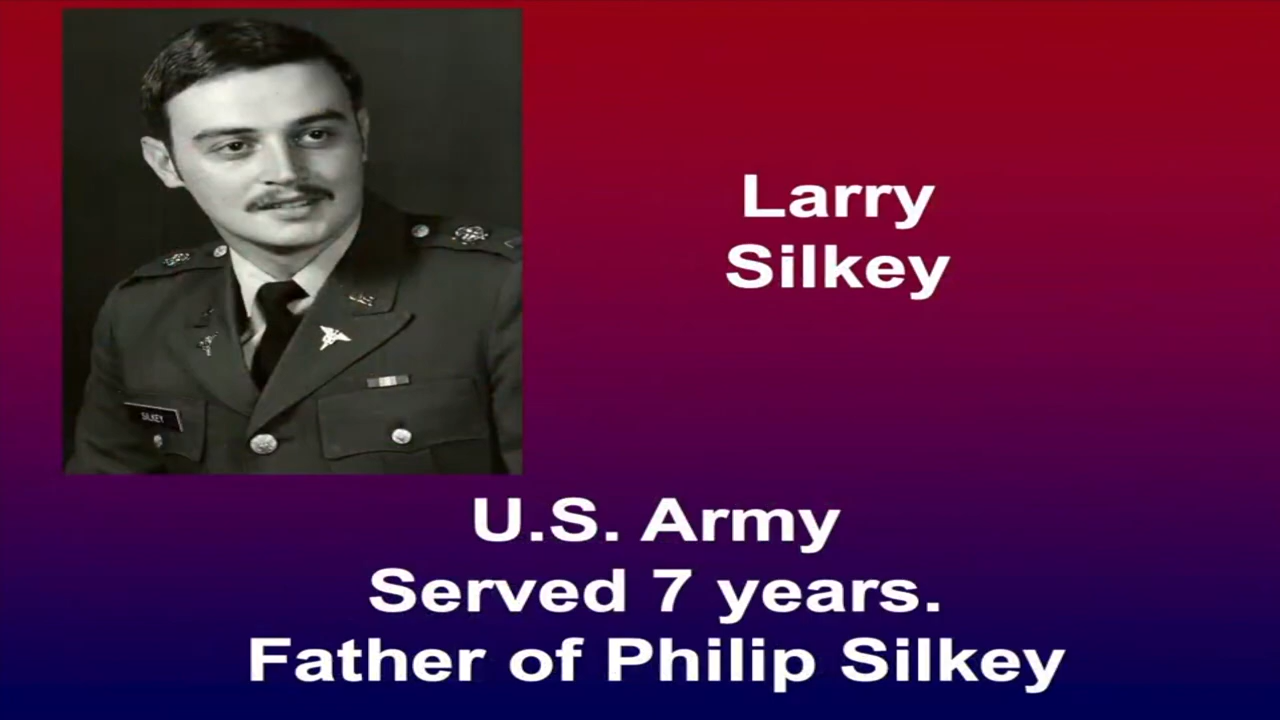 Larry
Silkey
SILKEY
U.S. Army
Served 7 years.
Father of Philip Silkey